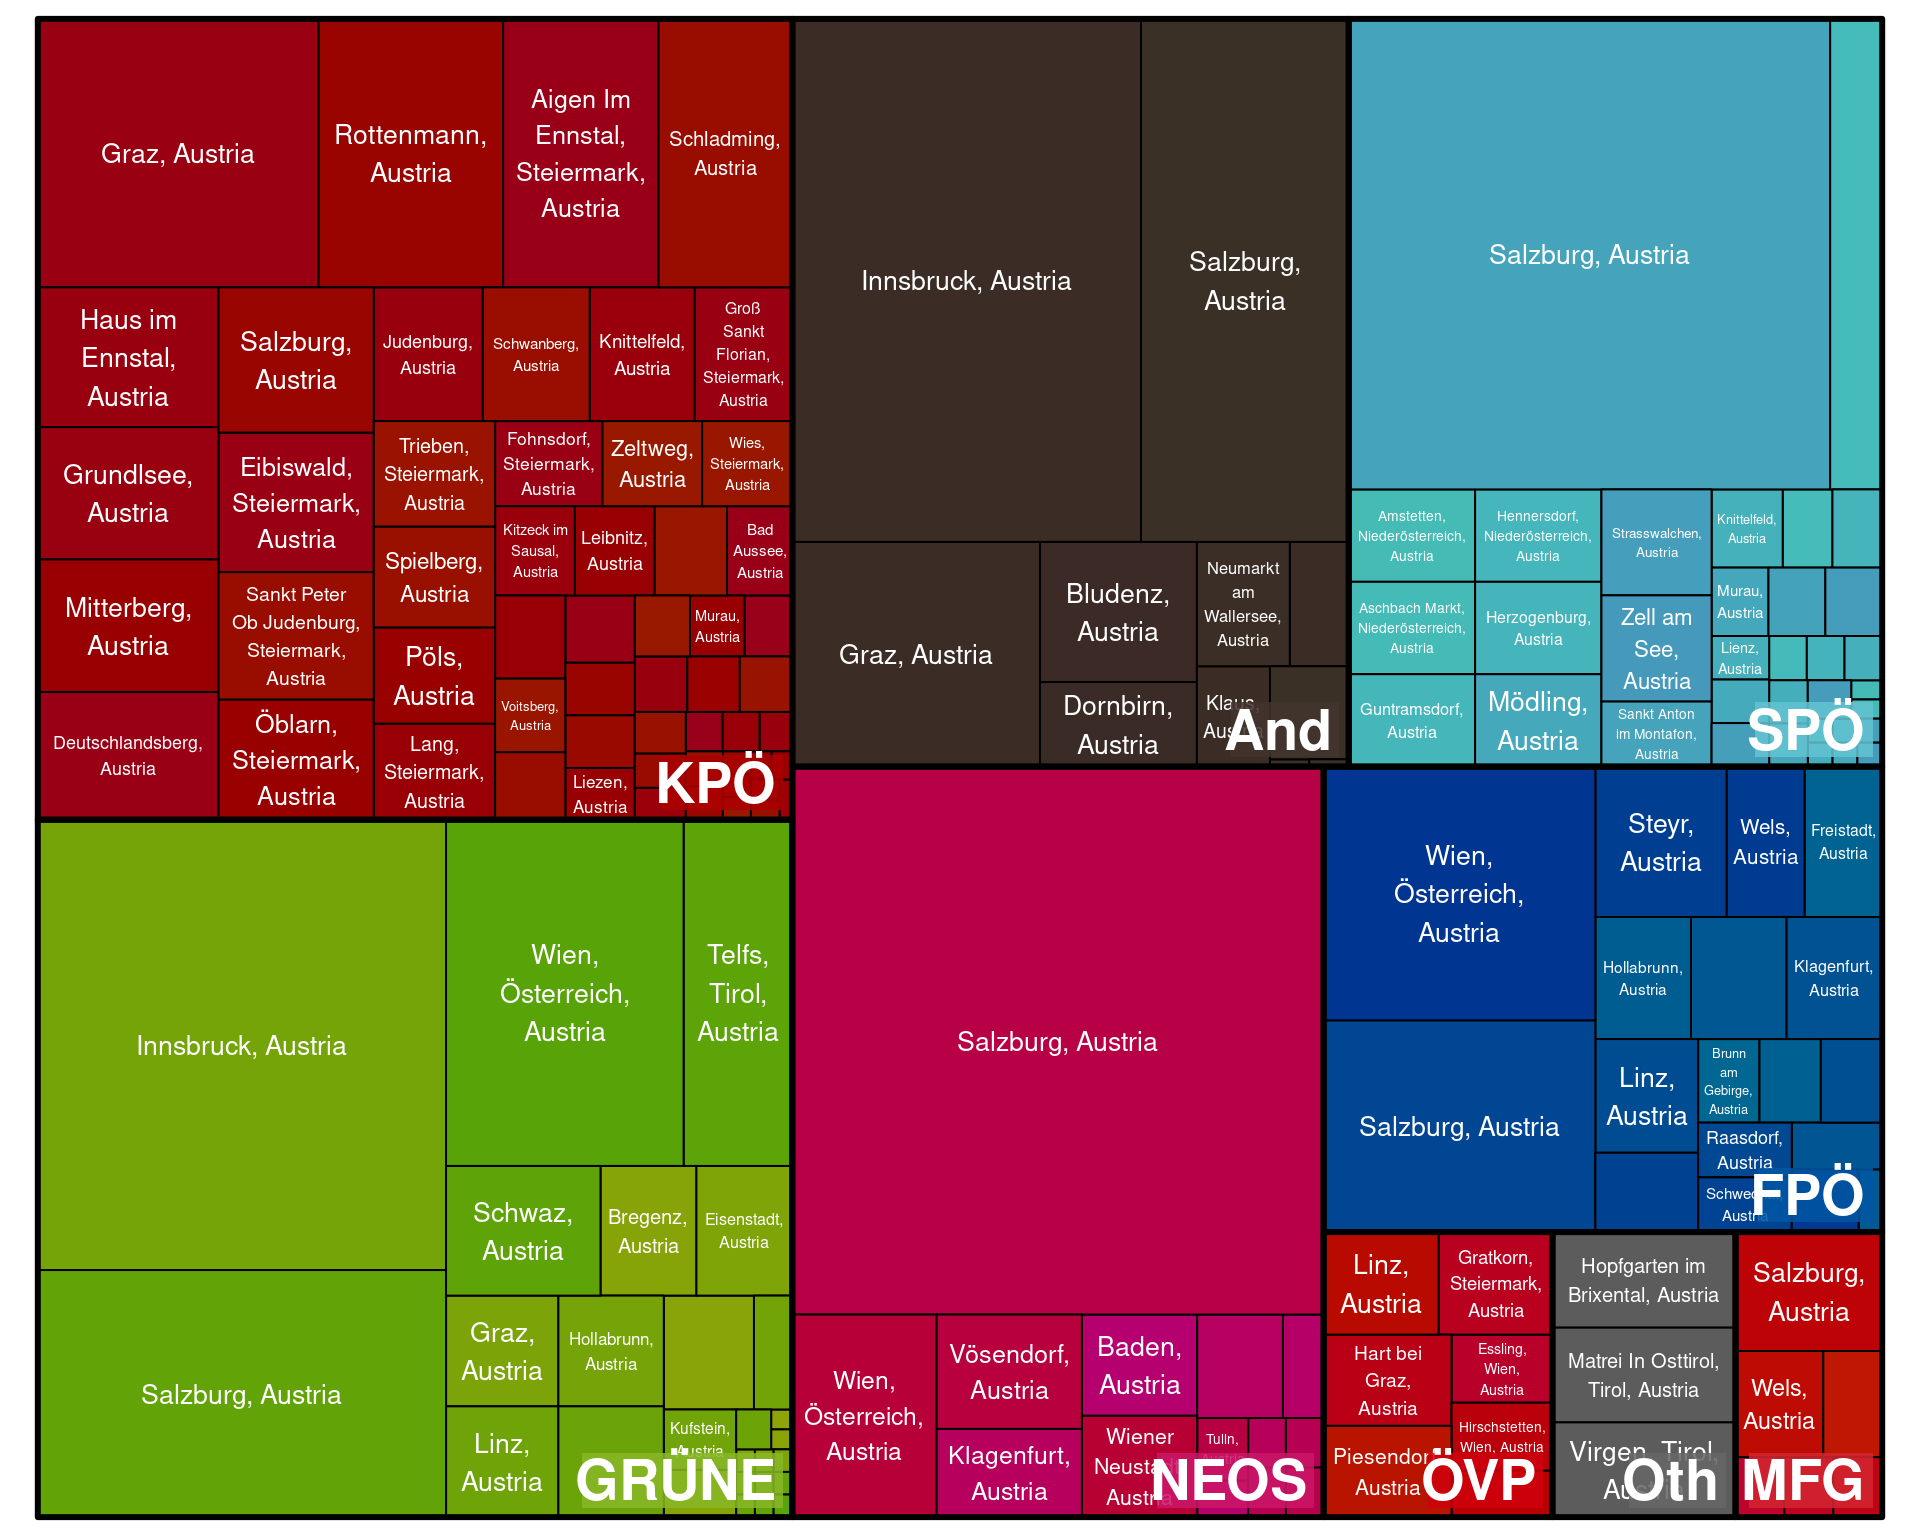 Graz, Austria
Rottenmann,
Austria
Aigen Im
Ennstal,
Steiermark,
Austria
Schladming,
Austria
Haus im
Ennstal,
Austria
Salzburg,
Austria
Judenburg,
Austria
Schwanberg,
Austria
Knittelfeld,
Austria
Groß
Sankt
Florian,
Steiermark,
Austria
Grundlsee,
Austria
Eibiswald,
Steiermark,
Austria
Trieben,
Steiermark,
Austria
Fohnsdorf,
Steiermark,
Austria
Zeltweg,
Austria
Wies,
Steiermark,
Austria
Kitzeck im
Sausal,
Austria
Leibnitz,
Austria
Bad
Aussee,
Austria
Spielberg,
Austria
Mitterberg,
Austria
Sankt Peter
Ob Judenburg,
Steiermark,
Austria
Pöls,
Austria
Murau,
Austria
Voitsberg,
Austria
Deutschlandsberg,
Austria
Öblarn,
Steiermark,
Austria
Lang,
Steiermark,
Austria
Liezen,
Austria
KPÖ
Innsbruck, Austria
Salzburg,
Austria
Graz, Austria
Bludenz,
Austria
Neumarkt
am
Wallersee,
Austria
Dornbirn,
Austria
Klaus,
And
Salzburg, Austria
Amstetten,
Niederösterreich,
Austria
Hennersdorf,
Niederösterreich,
Austria
Strasswalchen,
Austria
Knittelfeld,
Austria
Aschbach Markt,
Niederösterreich,
Austria
Herzogenburg,
Austria
Zell am
See,
Austria
Murau,
Austria
Lienz,
Austria
Guntramsdorf,
Austria
Mödling,
Austria
Sankt Anton
im Montafon,
Austria
SPÖ
Innsbruck, Austria
Wien,
Österreich,
Austria
Telfs,
Tirol,
Austria
Schwaz,
Austria
Bregenz,
Austria
Eisenstadt,
Austria
Salzburg, Austria
Graz,
Austria
Hollabrunn,
Austria
Linz,
Austria
Kufstein,
Austria
GRÜNE
Salzburg, Austria
Wien,
Österreich,
Austria
Vösendorf,
Austria
Baden,
Austria
Klagenfurt,
Austria
Wiener
Neustadt,
Austria
Tulln,
NEOS
Wien,
Österreich,
Austria
Steyr,
Austria
Wels,
Austria
Freistadt,
Austria
Hollabrunn,
Austria
Klagenfurt,
Austria
Salzburg, Austria
Linz,
Austria
Brunn
am
Gebirge,
Austria
Raasdorf,
Austria
Austria
FPÖ
Linz,
Austria
Gratkorn,
Steiermark,
Austria
Hart bei
Graz,
Austria
Essling,
Wien,
Austria
Hirschstetten,
Wien, Austria
Piesendorf,
Austria
ÖVP
Hopfgarten im
Brixental, Austria
Matrei In Osttirol,
Tirol, Austria
Virgen, Tirol,
Austria
Oth
Salzburg,
Austria
Wels,
Austria
MFG